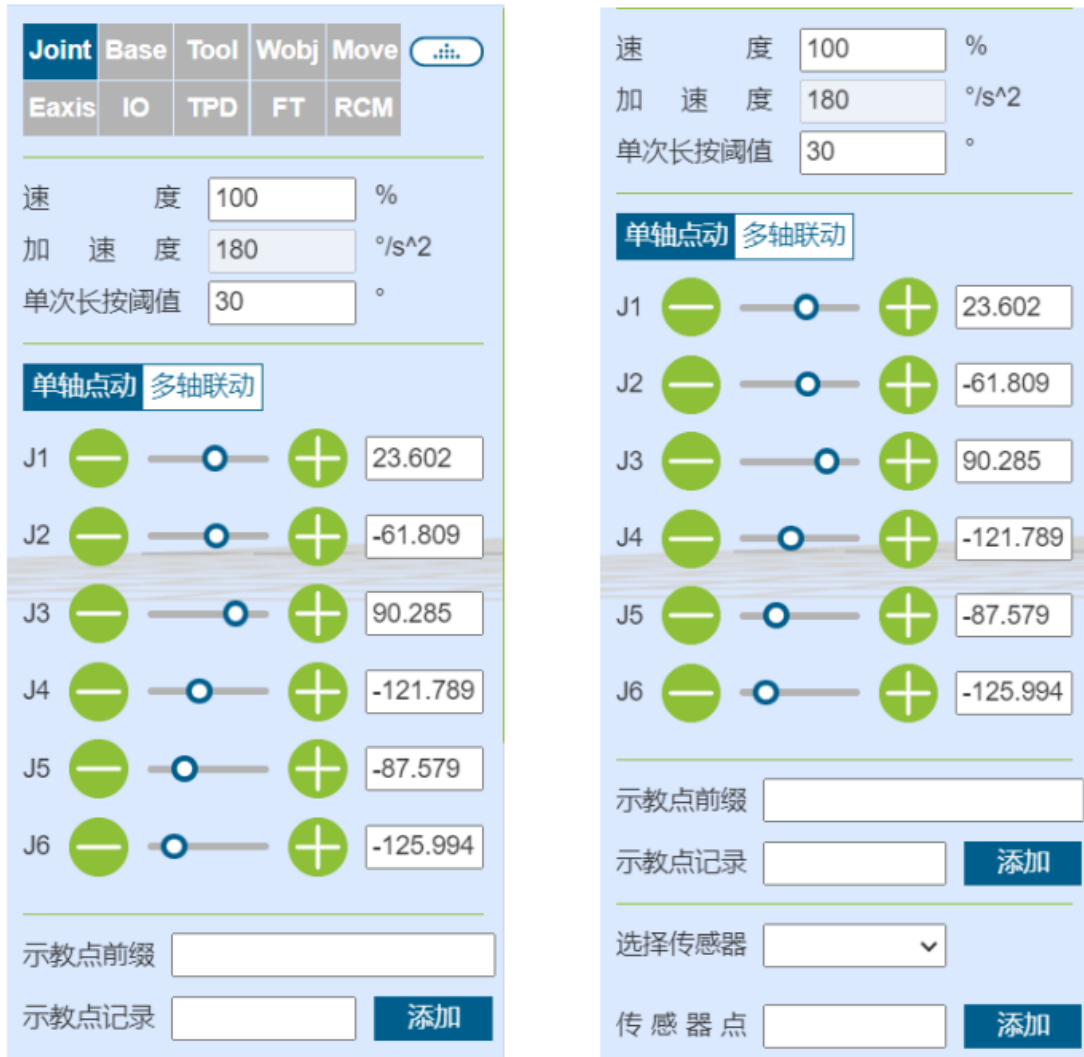 Joint Base Tool Wobj Move
Eaxis IO TPD FT RCM
速 度 100 %
加 速 度 180 °/s^2
单次长按阈值 30 °
单轴点动 多轴联动
J1 23.602
J2 -61.809
J3 90.285
J4 -121.789
J5 -87.579
J6 -125.994
示教点前缀
示教点记录 添加
速 度 100 %
加 速 度 180 °/s^2
单次长按阈值 30 °
单轴点动 多轴联动
J1 23.602
J2 -61.809
J3 90.285
J4 -121.789
J5 -87.579
J6 -125.994
示教点前缀
示教点记录 添加
选择传感器
传 感 器 点 添加